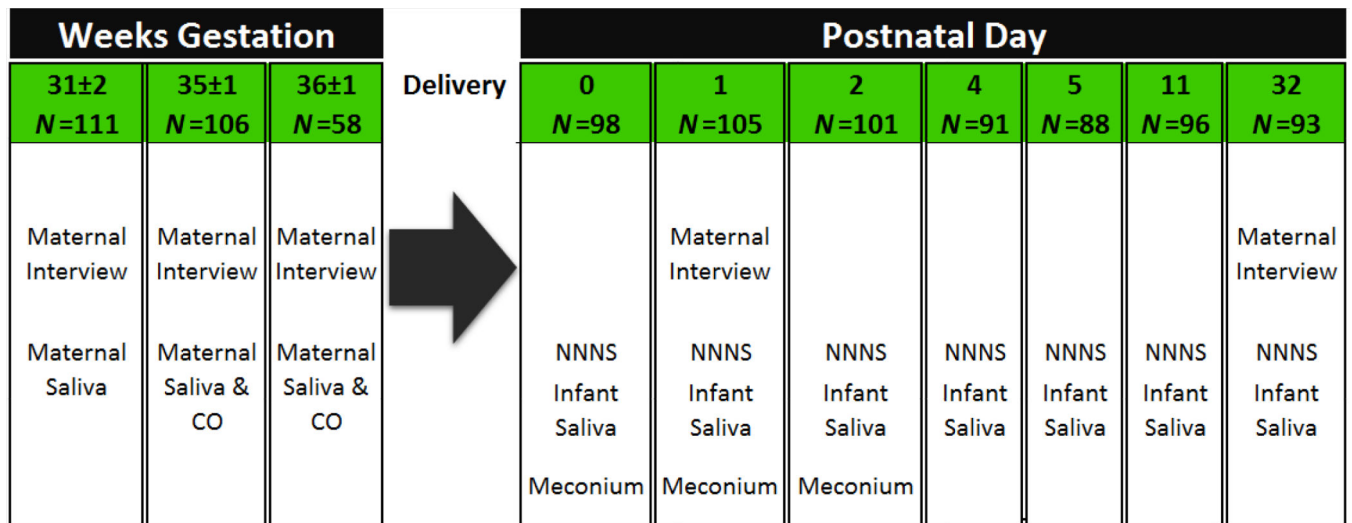 Weeks Gestation
Postnatal Day
31±2
35±1
36±1
Delivery
0
1
2
4
5
11
32
N=111
N=106
N=58
N=98
N=105
N=101
N=91
N=88
N=96
N=93
Maternal
Interview
Maternal
Interview
Maternal
Interview
Maternal
Interview
Maternal
Interview
Maternal
Saliva
Maternal
Saliva &
CO
Maternal
Saliva &
CO
NNNS
Infant
Saliva
Meconium
NNNS
Infant
Saliva
Meconium
NNNS
Infant
Saliva
Meconium
NNNS
Infant
Saliva
NNNS
Infant
Saliva
NNNS
Infant
Saliva
NNNS
Infant
Saliva